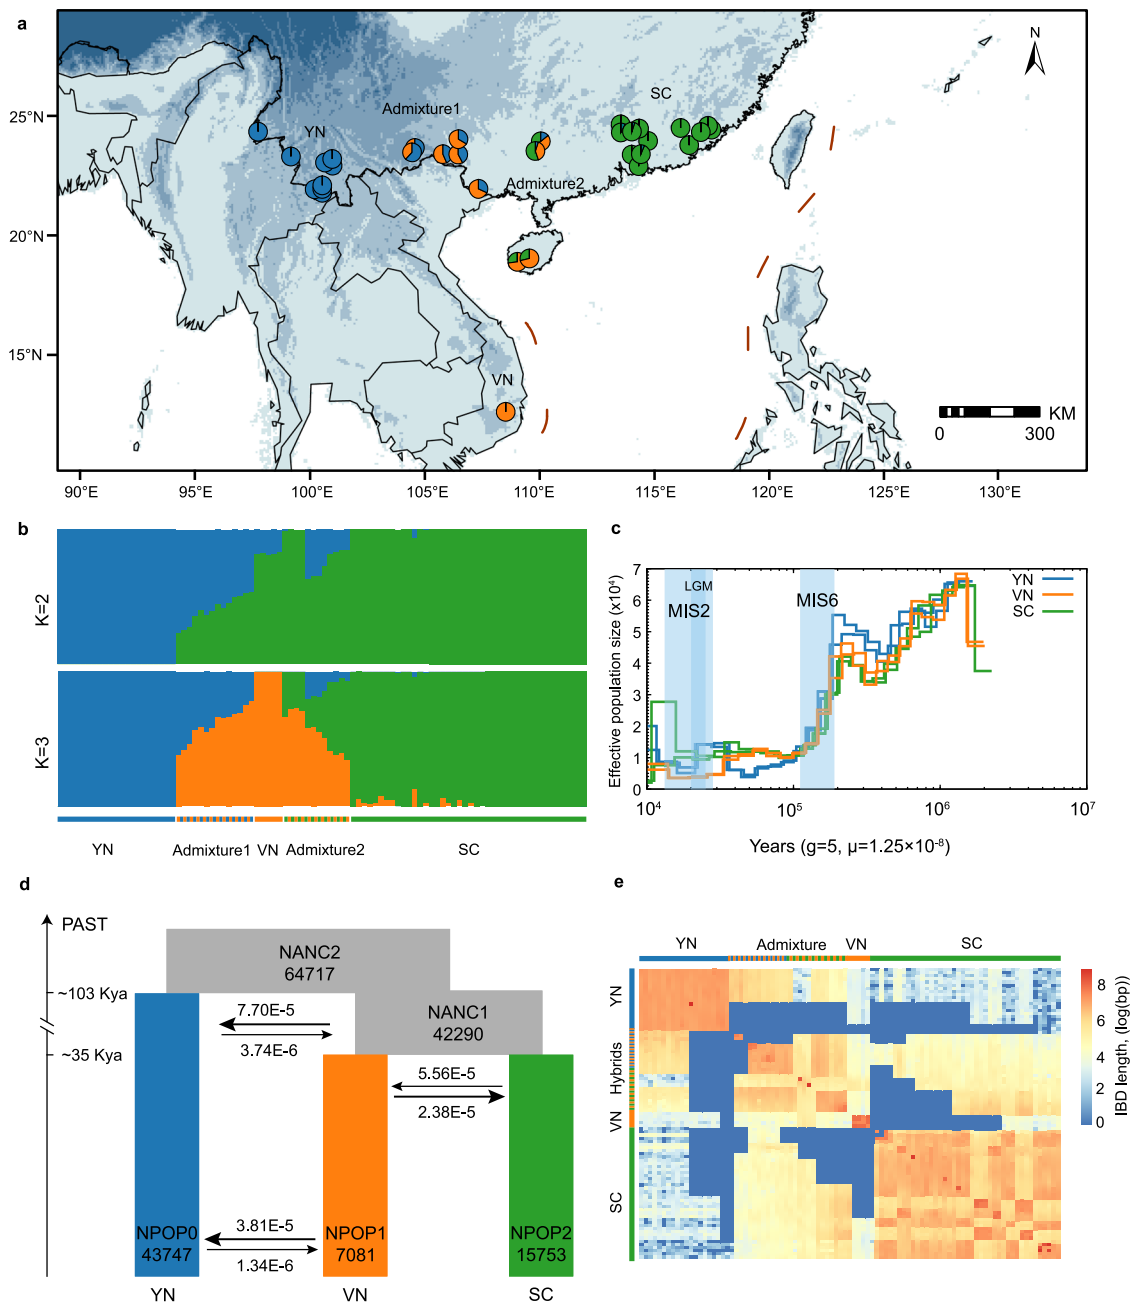 a
N
25°N
20°N
15°N
Admixture1
SC
YN
Admixture2
VN
KM
0 300
90°E 95°E 100°E 105°E 110°E 115°E 120°E 125°E 130°E
b
K=2
K=3
YN Admixture1 VN Admixture2 SC
c
Effective population size (x10⁴)
7
6
5
4
3
2
1
0
LGM
MIS2
MIS6
YN
VN
SC
10⁴ 10⁵ 10⁶ 10⁷
Years (g=5, μ=1.25×10⁻⁸)
d
PAST
NANC2
64717
~103 Kya
7.70E-5
3.74E-6
NANC1
42290
~35 Kya
5.56E-5
2.38E-5
NPOP0
43747
3.81E-5
1.34E-6
NPOP1
7081
NPOP2
15753
YN VN SC
e
YN Admixture VN SC
YN
Hybrids
VN
SC
8
6
4
2
0
IBD length, (log(bp))